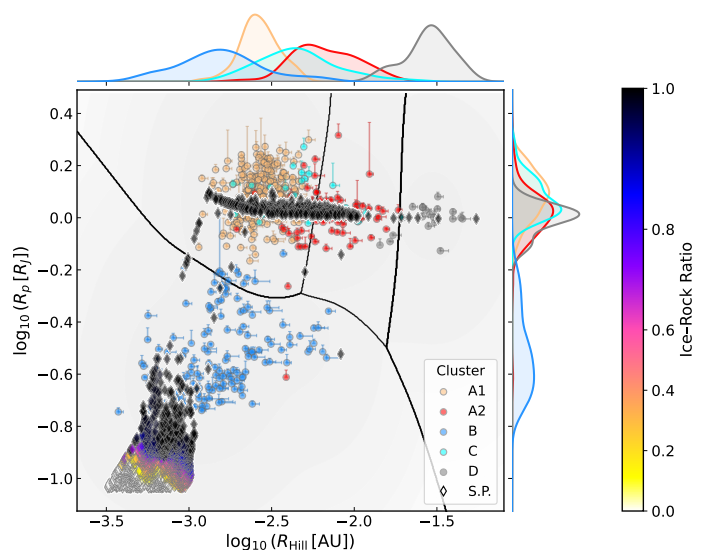 0.4
0.2
0.0
−0.2
−0.4
−0.6
−0.8
−1.0
log10 (Rp [RJ])
−3.5
−3.0
−2.5
−2.0
−1.5
log10 (RHill [AU])
Cluster
A1
A2
B
C
D
S.P.
1.0
0.8
0.6
0.4
0.2
0.0
Ice−Rock Ratio